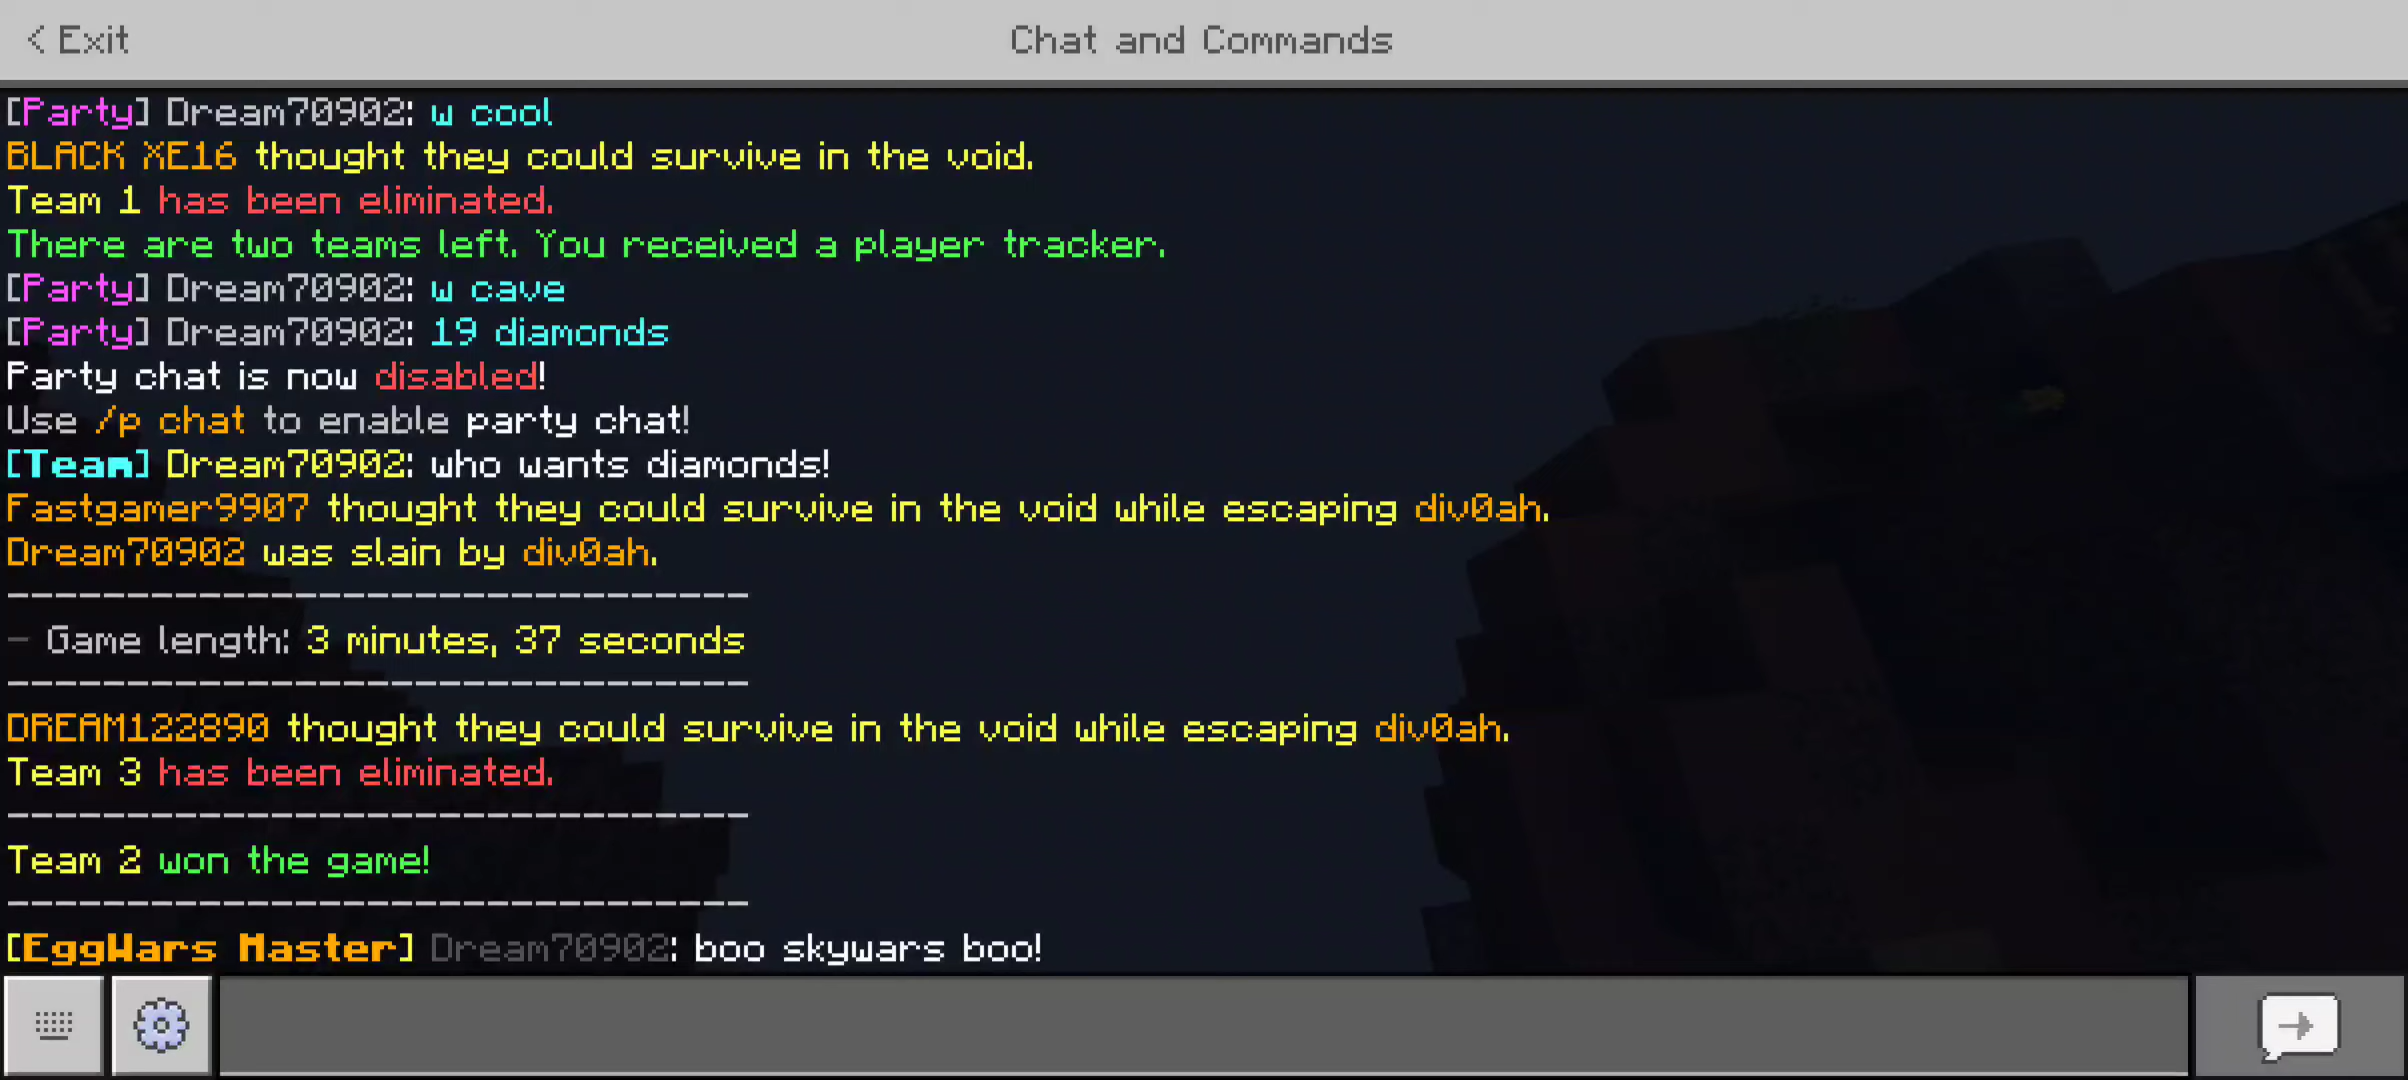 < Exit
Chat and Commands
[Party] Dream70902: w cool
BLACK XE16 thought they could survive in the void.
Team 1 has been eliminated.
There are two teams left. You received a player tracker.
[Party] Dream70902: w cave
[Party] Dream70902: 19 diamonds
Party chat is now disabled!
Use /p chat to enable party chat!
[Team] Dream70902: who wants diamonds!
Fastgamer9907 thought they could survive in the void while escaping div0ah.
Dream70902 was slain by div0ah.
-------------------------------
- Game length: 3 minutes, 37 seconds
-------------------------------
DREAM122890 thought they could survive in the void while escaping div0ah.
Team 3 has been eliminated.
-------------------------------
Team 2 won the game!
-------------------------------
[EggWars Master] Dream70902: boo skywars boo!